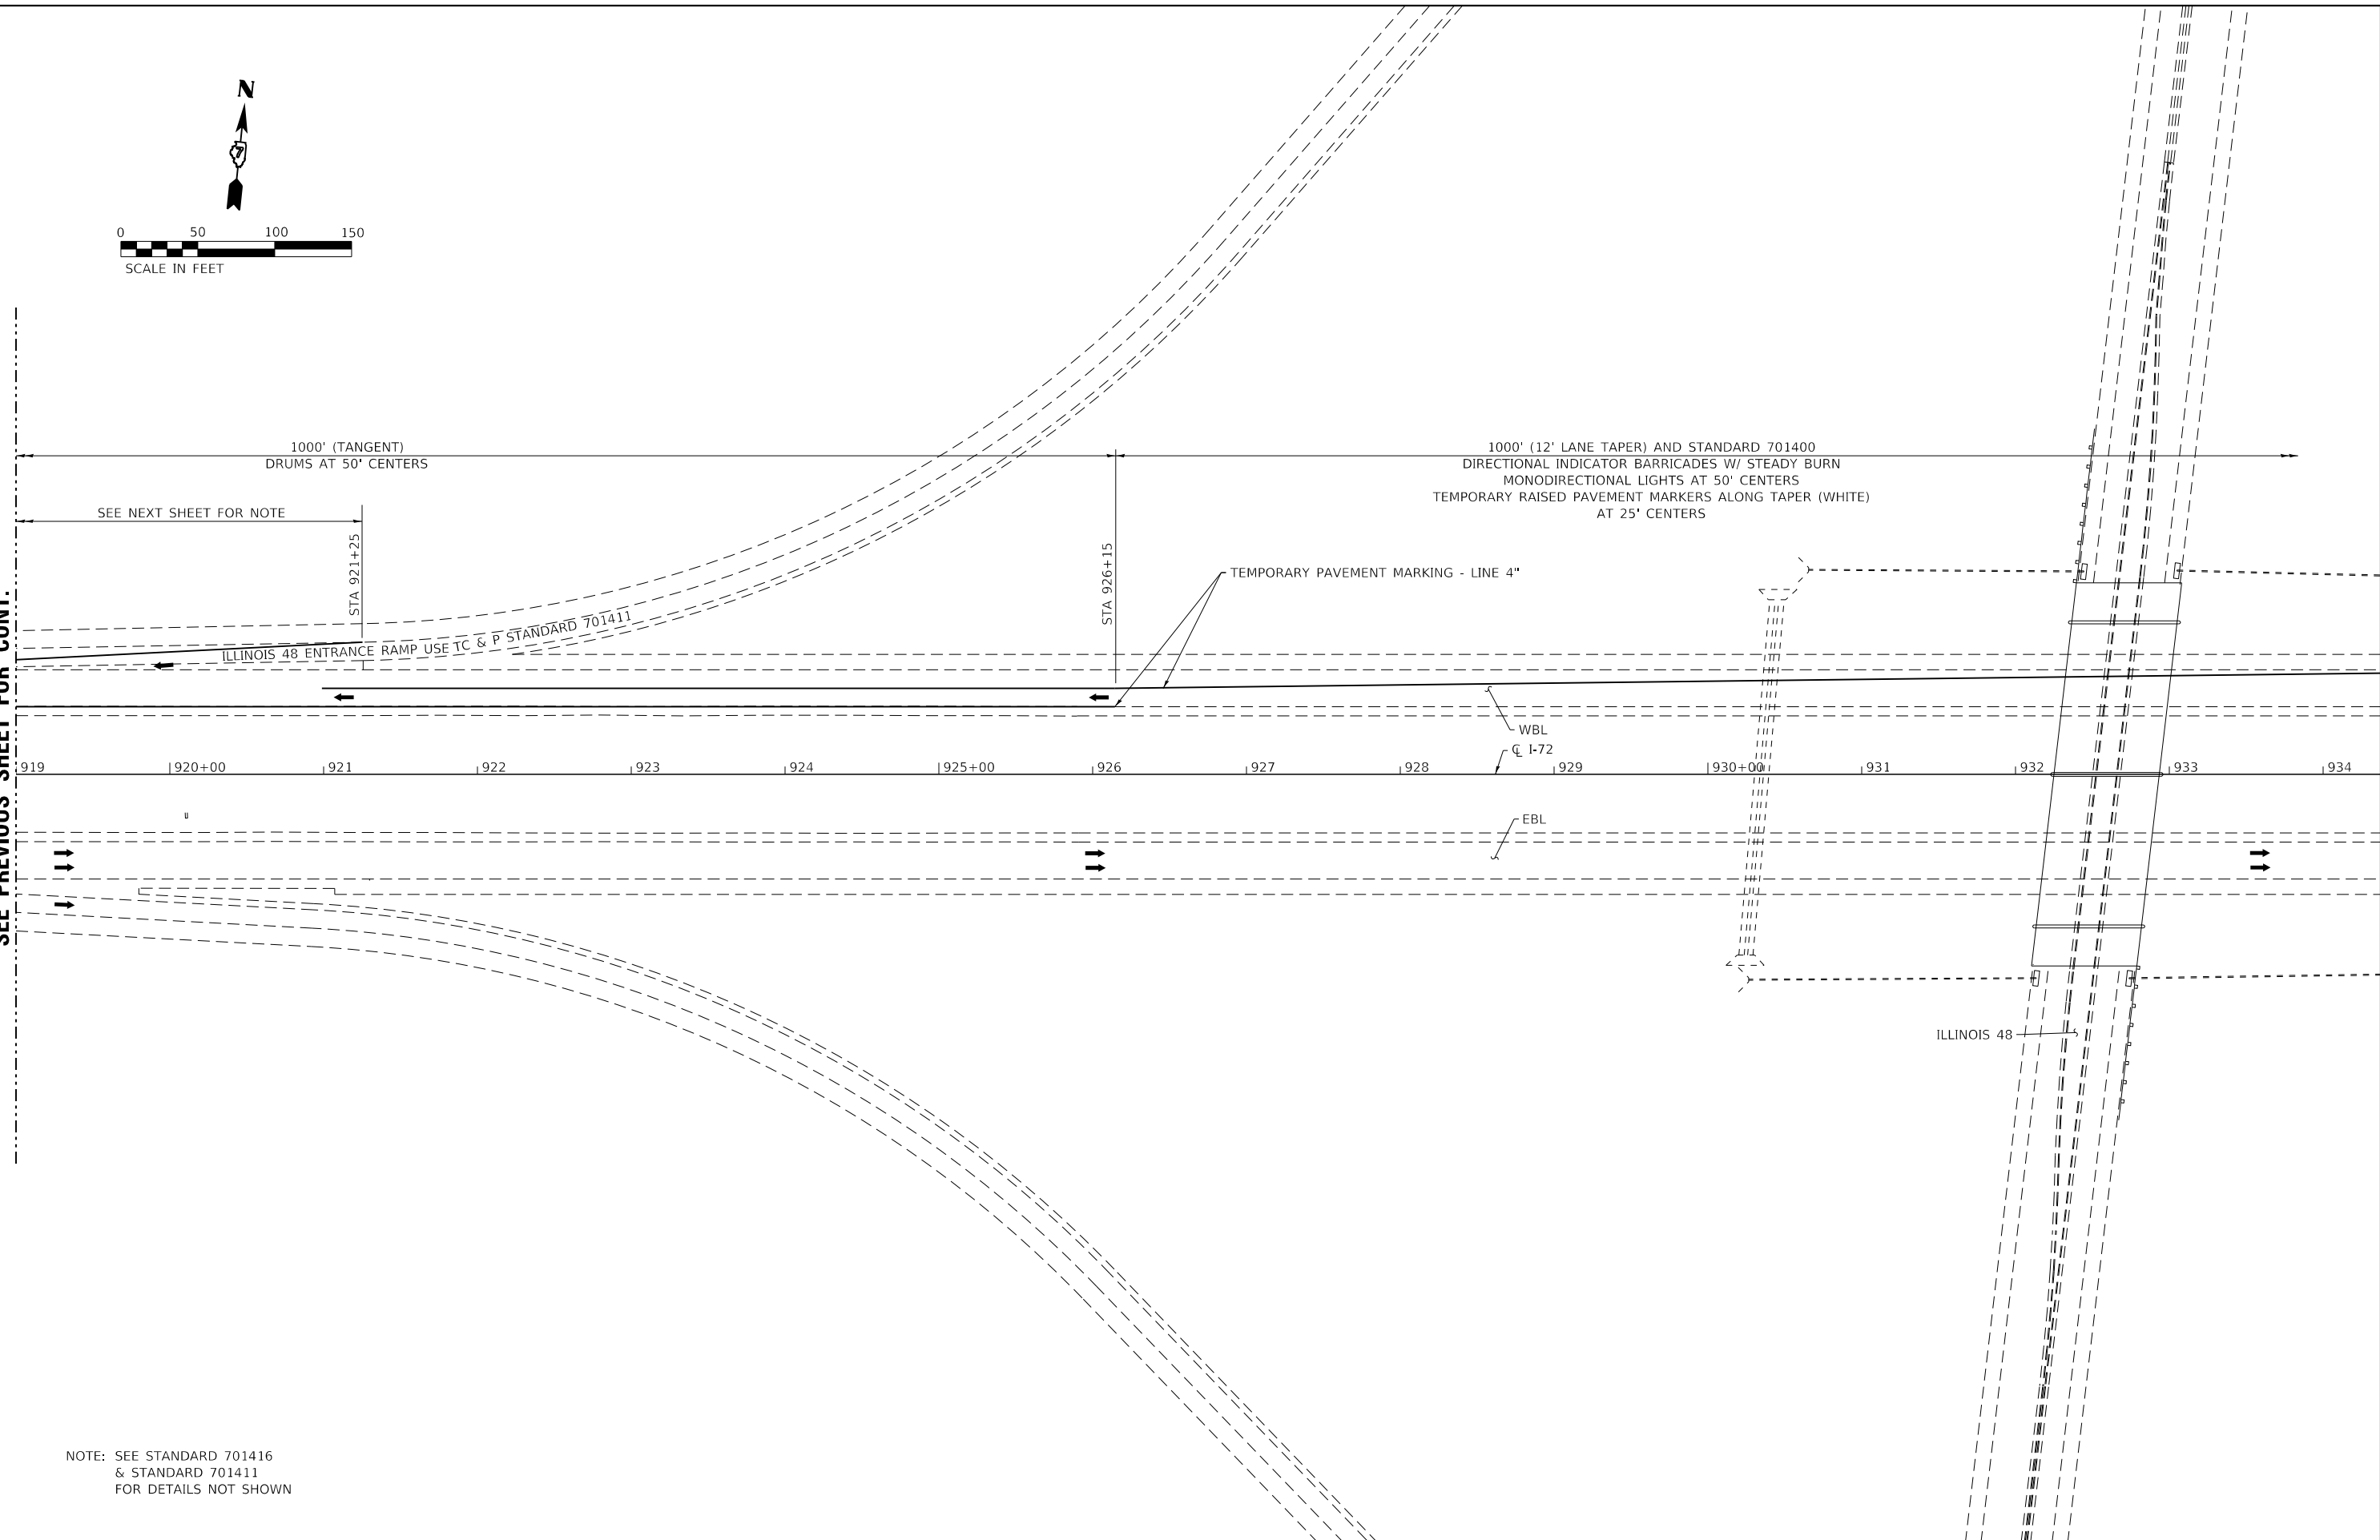 N
7
0 50 100 150
SCALE IN FEET
1000' (TANGENT)
DRUMS AT 50' CENTERS
1000' (12' LANE TAPER) AND STANDARD 701400
DIRECTIONAL INDICATOR BARRICADES W/ STEADY BURN
MONODIRECTIONAL LIGHTS AT 50' CENTERS
TEMPORARY RAISED PAVEMENT MARKERS ALONG TAPER (WHITE)
AT 25' CENTERS
SEE NEXT SHEET FOR NOTE
STA 921+25
STA 926+15
TEMPORARY PAVEMENT MARKING - LINE 4"
ILLINOIS 48 ENTRANCE RAMP USE TC & P STANDARD 701411
SEE PREVIOUS SHEET FOR CONT.
WBL
℄ I-72
919 920+00 921 922 923 924 925+00 926 927 928 929 930+00 931 932 933 934
EBL
ILLINOIS 48
NOTE: SEE STANDARD 701416
& STANDARD 701411
FOR DETAILS NOT SHOWN